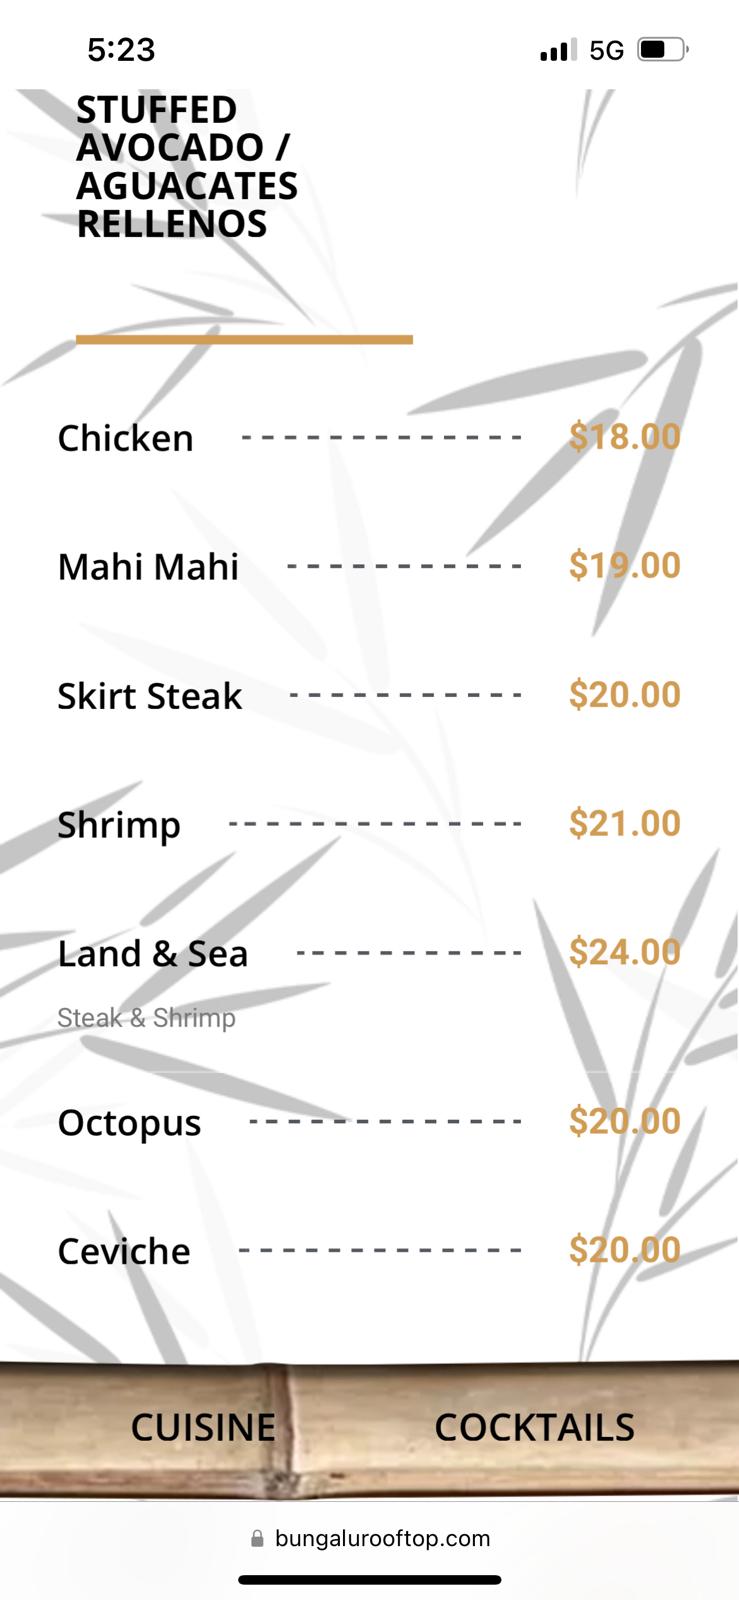 5:23 5G
STUFFED
AVOCADO /
AGUACATES
RELLENOS
Chicken $18.00
Mahi Mahi $19.00
Skirt Steak $20.00
Shrimp $21.00
Land & Sea $24.00
Steak & Shrimp
Octopus $20.00
Ceviche $20.00
CUISINE COCKTAILS
bungalurooftop.com